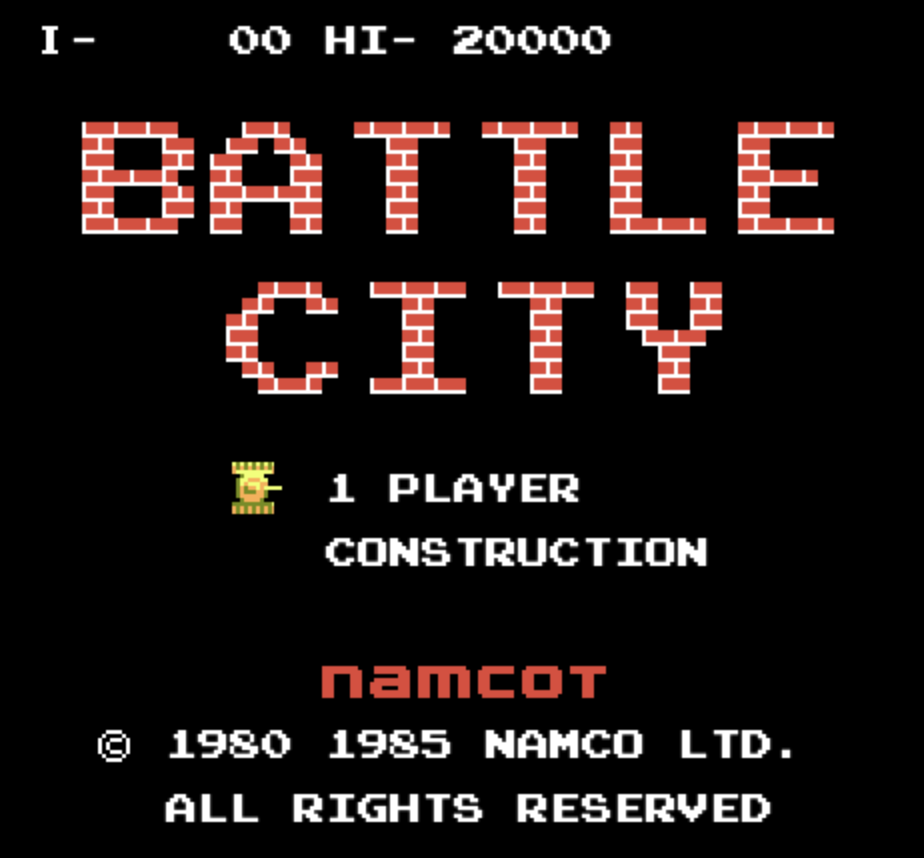 I-     00 HI- 20000
BATTLE
CITY
1 PLAYER
CONSTRUCTION
namcot
© 1980 1985 NAMCO LTD.
ALL RIGHTS RESERVED